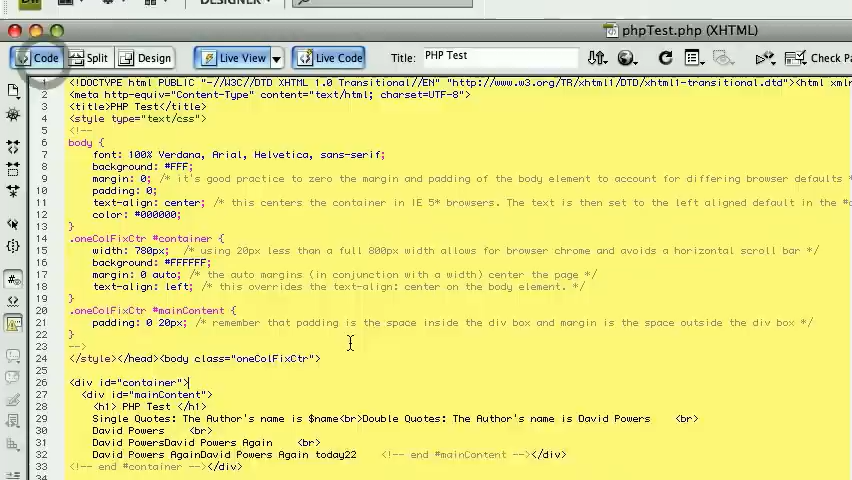 DESIGNER
phpTest.php (XHTML)
Code Split Design Live View Live Code Title: PHP Test Check Pa
1 <!DOCTYPE html PUBLIC "-//W3C//DTD XHTML 1.0 Transitional//EN" "http://www.w3.org/TR/xhtml1/DTD/xhtml1-transitional.dtd"><html xmln
2 <meta http-equiv="Content-Type" content="text/html; charset=UTF-8">
3 <title>PHP Test</title>
4 <style type="text/css">
5 <!--
6 body {
7 font: 100% Verdana, Arial, Helvetica, sans-serif;
8 background: #FFF;
9 margin: 0; /* it's good practice to zero the margin and padding of the body element to account for differing browser defaults *
10 padding: 0;
11 text-align: center; /* this centers the container in IE 5* browsers. The text is then set to the left aligned default in the #c
12 color: #000000;
13 }
14 .oneColFixCtr #container {
15 width: 780px; /* using 20px less than a full 800px width allows for browser chrome and avoids a horizontal scroll bar */
16 background: #FFFFFF;
17 margin: 0 auto; /* the auto margins (in conjunction with a width) center the page */
18 text-align: left; /* this overrides the text-align: center on the body element. */
19 }
20 .oneColFixCtr #mainContent {
21 padding: 0 20px; /* remember that padding is the space inside the div box and margin is the space outside the div box */
22 }
23 -->
24 </style></head><body class="oneColFixCtr">
25
26 <div id="container">
27 <div id="mainContent">
28 <h1> PHP Test </h1>
29 Single Quotes: The Author's name is $name<br>Double Quotes: The Author's name is David Powers <br>
30 David Powers <br>
31 David PowersDavid Powers Again <br>
32 David Powers AgainDavid Powers Again today22 <!-- end #mainContent --></div>
33 <!-- end #container --></div>
34